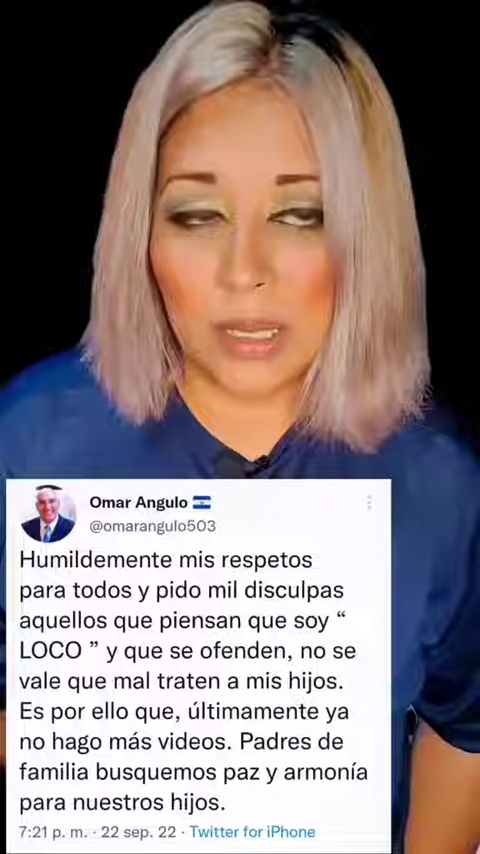 Omar Angulo 🇸🇻
@omarangulo503
Humildemente mis respetos
para todos y pido mil disculpas
aquellos que piensan que soy “
LOCO ” y que se ofenden, no se
vale que mal traten a mis hijos.
Es por ello que, últimamente ya
no hago más videos. Padres de
familia busquemos paz y armonía
para nuestros hijos.
7:21 p. m. · 22 sep. 22 · Twitter for iPhone